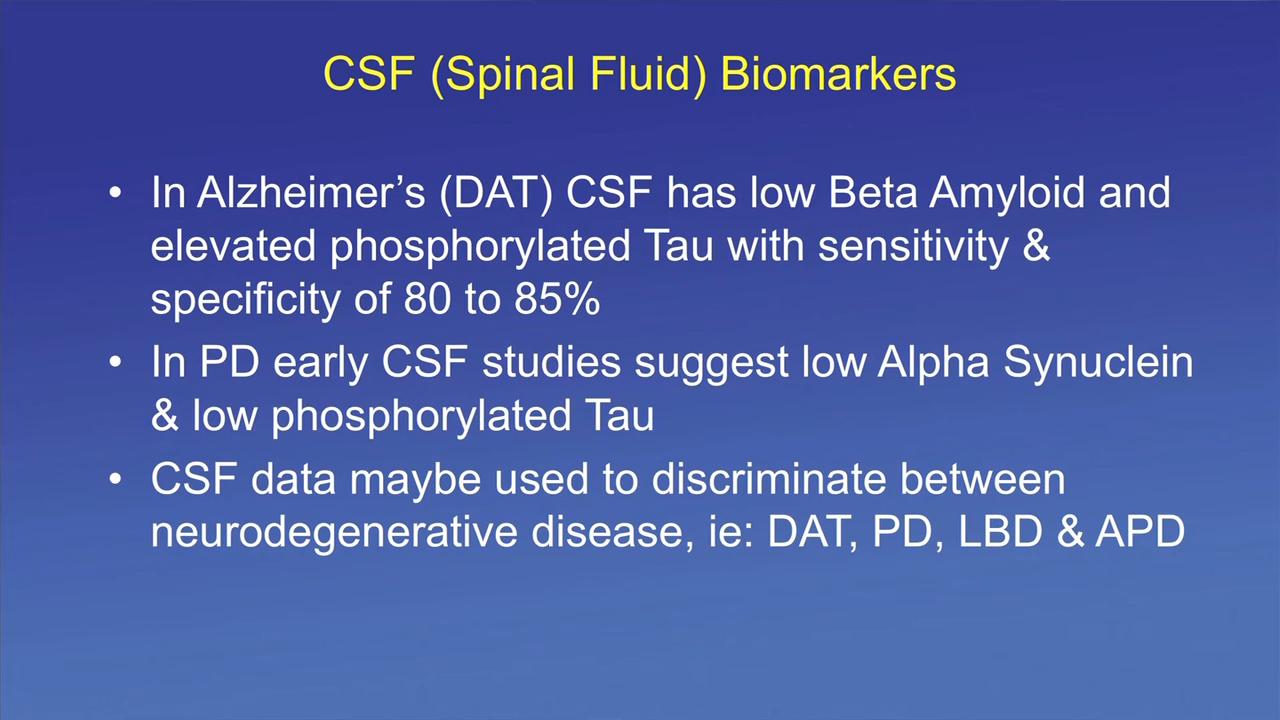 CSF (Spinal Fluid) Biomarkers
• In Alzheimer’s (DAT) CSF has low Beta Amyloid and
elevated phosphorylated Tau with sensitivity &
specificity of 80 to 85%
• In PD early CSF studies suggest low Alpha Synuclein
& low phosphorylated Tau
• CSF data maybe used to discriminate between
neurodegenerative disease, ie: DAT, PD, LBD & APD